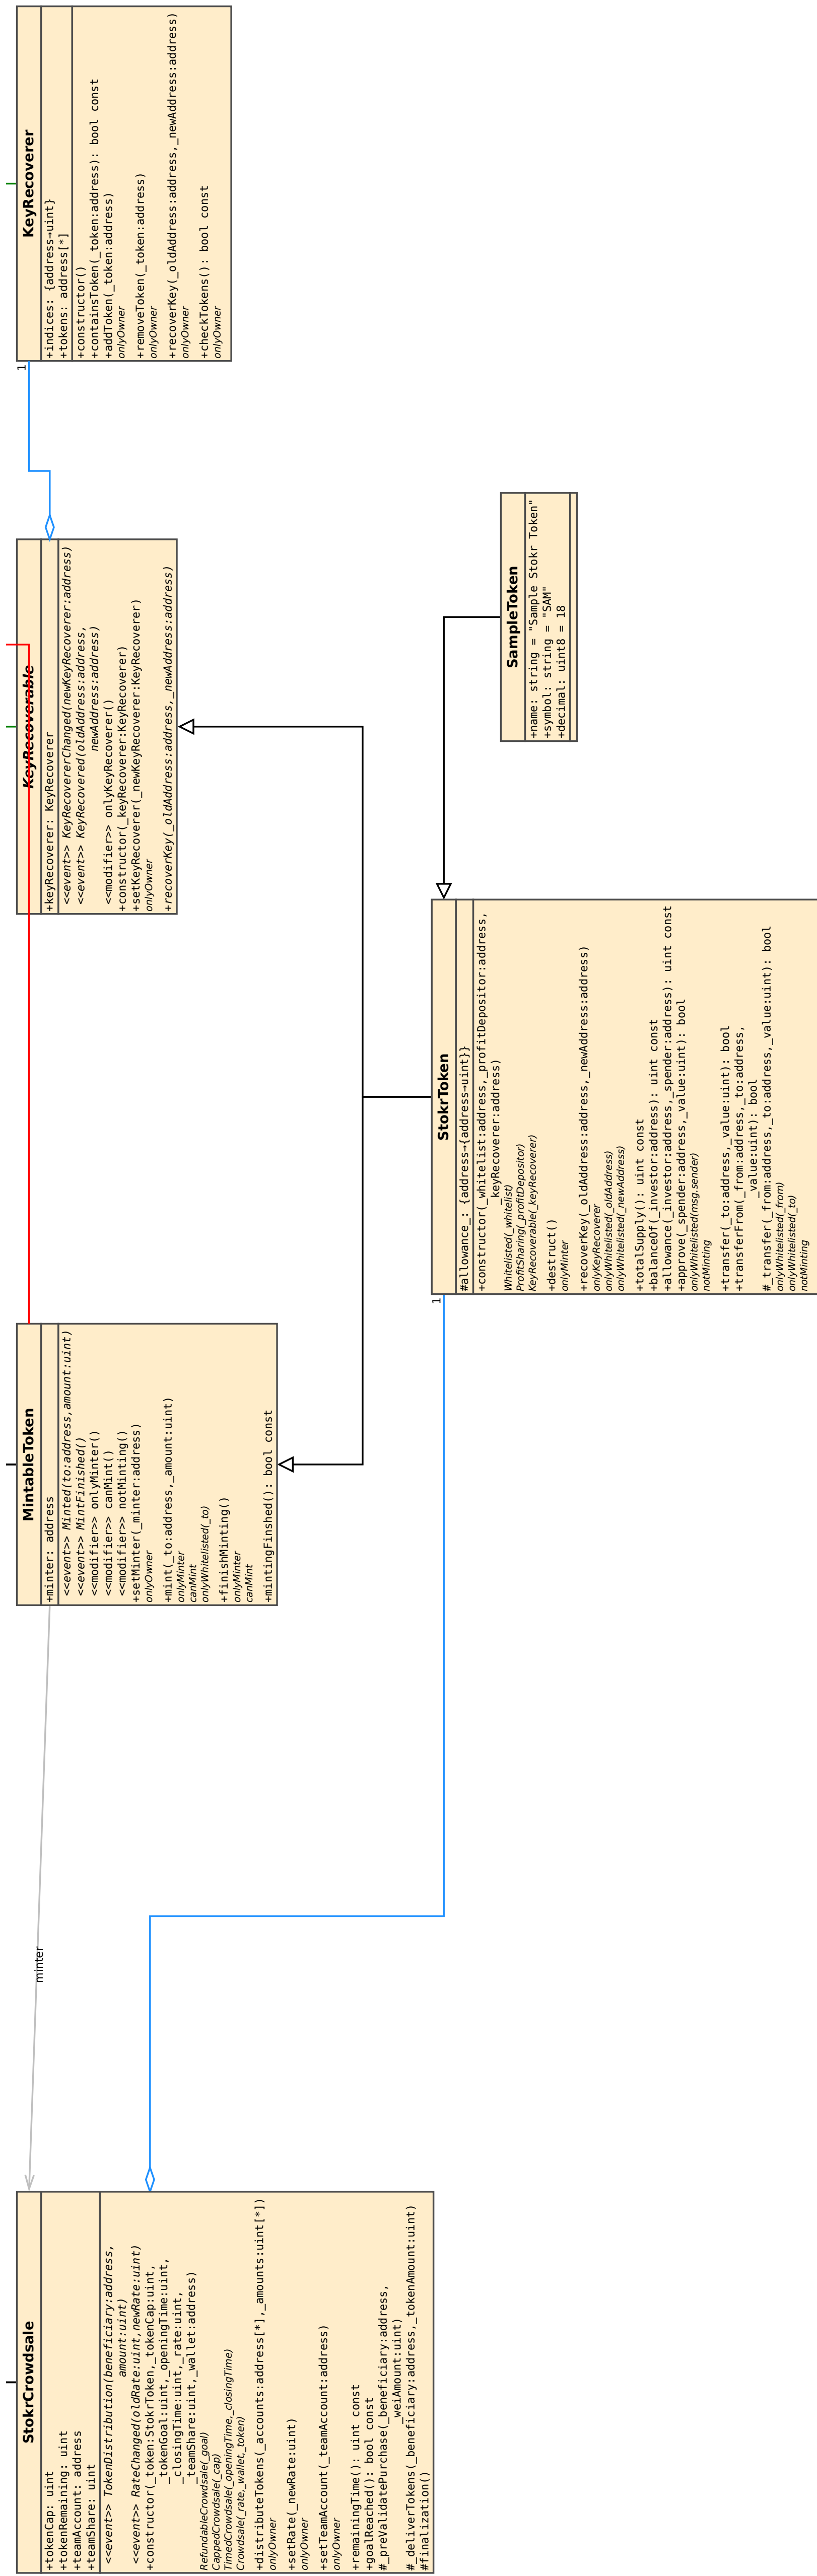 StokrCrowdsale
+tokenCap: uint
+tokenRemaining: uint
+teamAccount: address
+teamShare: uint
<<event>> TokenDistribution(beneficiary:address,
amount:uint)
<<event>> RateChanged(oldRate:uint,newRate:uint)
+constructor(_token:StokrToken,_tokenCap:uint,
_tokenGoal:uint,_openingTime:uint,
_closingTime:uint,_rate:uint,
_teamShare:uint,_wallet:address)
RefundableCrowdsale(_goal)
CappedCrowdsale(_cap)
TimedCrowdsale(_openingTime,_closingTime)
Crowdsale(_rate,_wallet,_token)
+distributeTokens(_accounts:address[*],_amounts:uint[*])
onlyOwner
+setRate(_newRate:uint)
onlyOwner
+setTeamAccount(_teamAccount:address)
onlyOwner
+remainingTime(): uint const
+goalReached(): bool const
#_preValidatePurchase(_beneficiary:address,
_weiAmount:uint)
#_deliverTokens(_beneficiary:address,_tokenAmount:uint)
#finalization()
minter
MintableToken
+minter: address
<<event>> Minted(to:address,amount:uint)
<<event>> MintFinished()
<<modifier>> onlyMinter()
<<modifier>> canMint()
<<modifier>> notMinting()
+setMinter(_minter:address)
onlyOwner
+mint(_to:address,_amount:uint)
onlyMinter
canMint
onlyWhitelisted(_to)
+finishMinting()
onlyMinter
canMint
+mintingFinshed(): bool const
KeyRecoverable
+keyRecoverer: KeyRecoverer
<<event>> KeyRecovererChanged(newKeyRecoverer:address)
<<event>> KeyRecovered(oldAddress:address,
newAddress:address)
<<modifier>> onlyKeyRecoverer()
+constructor(_keyRecoverer:KeyRecoverer)
+setKeyRecoverer(_newKeyRecoverer:KeyRecoverer)
onlyOwner
+recoverKey(_oldAddress:address,_newAddress:address)
1
KeyRecoverer
+indices: {address→uint}
+tokens: address[*]
+constructor()
+containsToken(_token:address): bool const
+addToken(_token:address)
onlyOwner
+removeToken(_token:address)
onlyOwner
+recoverKey(_oldAddress:address,_newAddress:address)
onlyOwner
+checkTokens(): bool const
onlyOwner
1
StokrToken
#allowance_: {address→{address→uint}}
+constructor(_whitelist:address,_profitDepositor:address,
_keyRecoverer:address)
Whitelisted(_whitelist)
ProfitSharing(_profitDepositor)
KeyRecoverable(_keyRecoverer)
+destruct()
onlyMinter
+recoverKey(_oldAddress:address,_newAddress:address)
onlyKeyRecoverer
onlyWhitelisted(_oldAddress)
onlyWhitelisted(_newAddress)
+totalSupply(): uint const
+balanceOf(_investor:address): uint const
+allowance(_investor:address,_spender:address): uint const
+approve(_spender:address,_value:uint): bool
onlyWhitelisted(msg.sender)
notMinting
+transfer(_to:address,_value:uint): bool
+transferFrom(_from:address,_to:address,
_value:uint): bool
#_transfer(_from:address,_to:address,_value:uint): bool
onlyWhitelisted(_from)
onlyWhitelisted(_to)
notMinting
SampleToken
+name: string = "Sample Stokr Token"
+symbol: string = "SAM"
+decimal: uint8 = 18